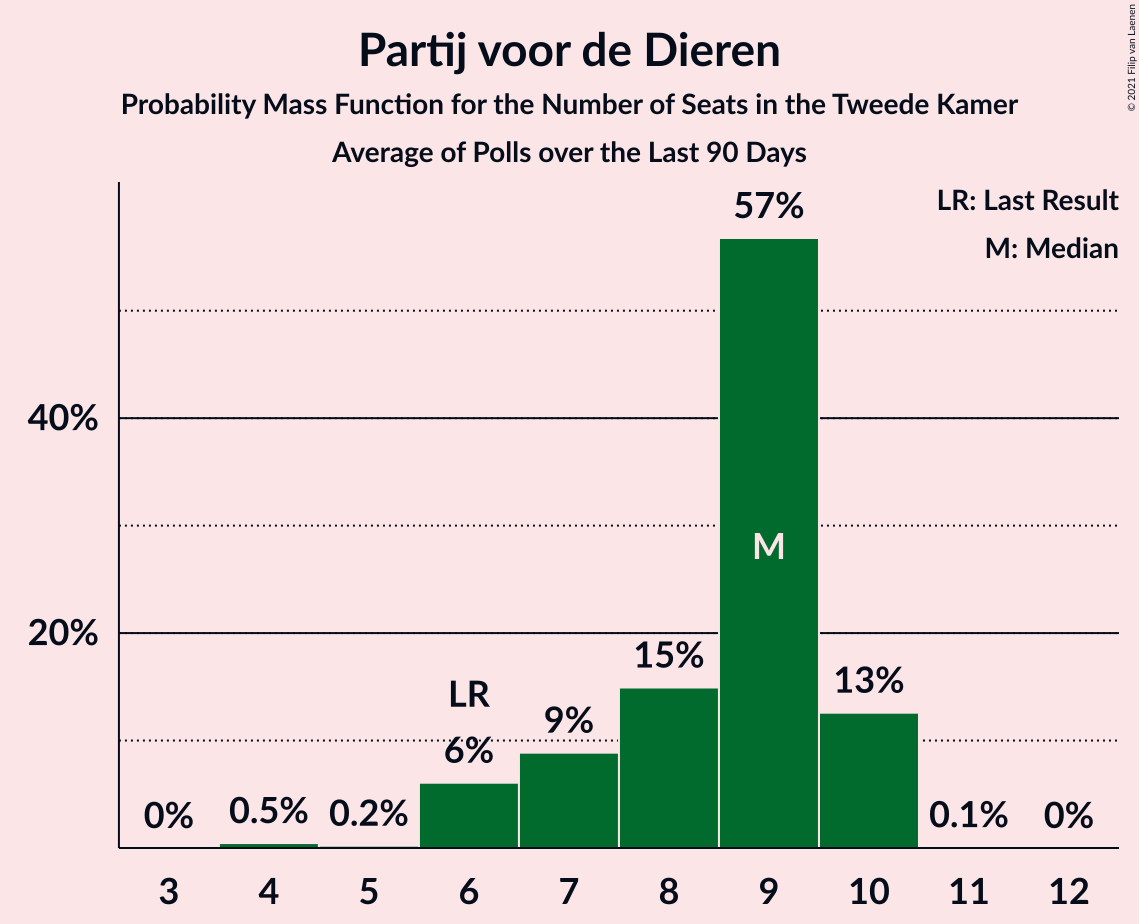 Partij voor de Dieren
Probability Mass Function for the Number of Seats in the Tweede Kamer
Average of Polls over the Last 90 Days
© 2021 Filip van Laenen
LR: Last Result
M: Median
57%
40%
M
20%
15%
13%
LR
9%
6%
0%
0.5%
0.2%
0.1%
0%
3 4 5 6 7 8 9 10 11 12